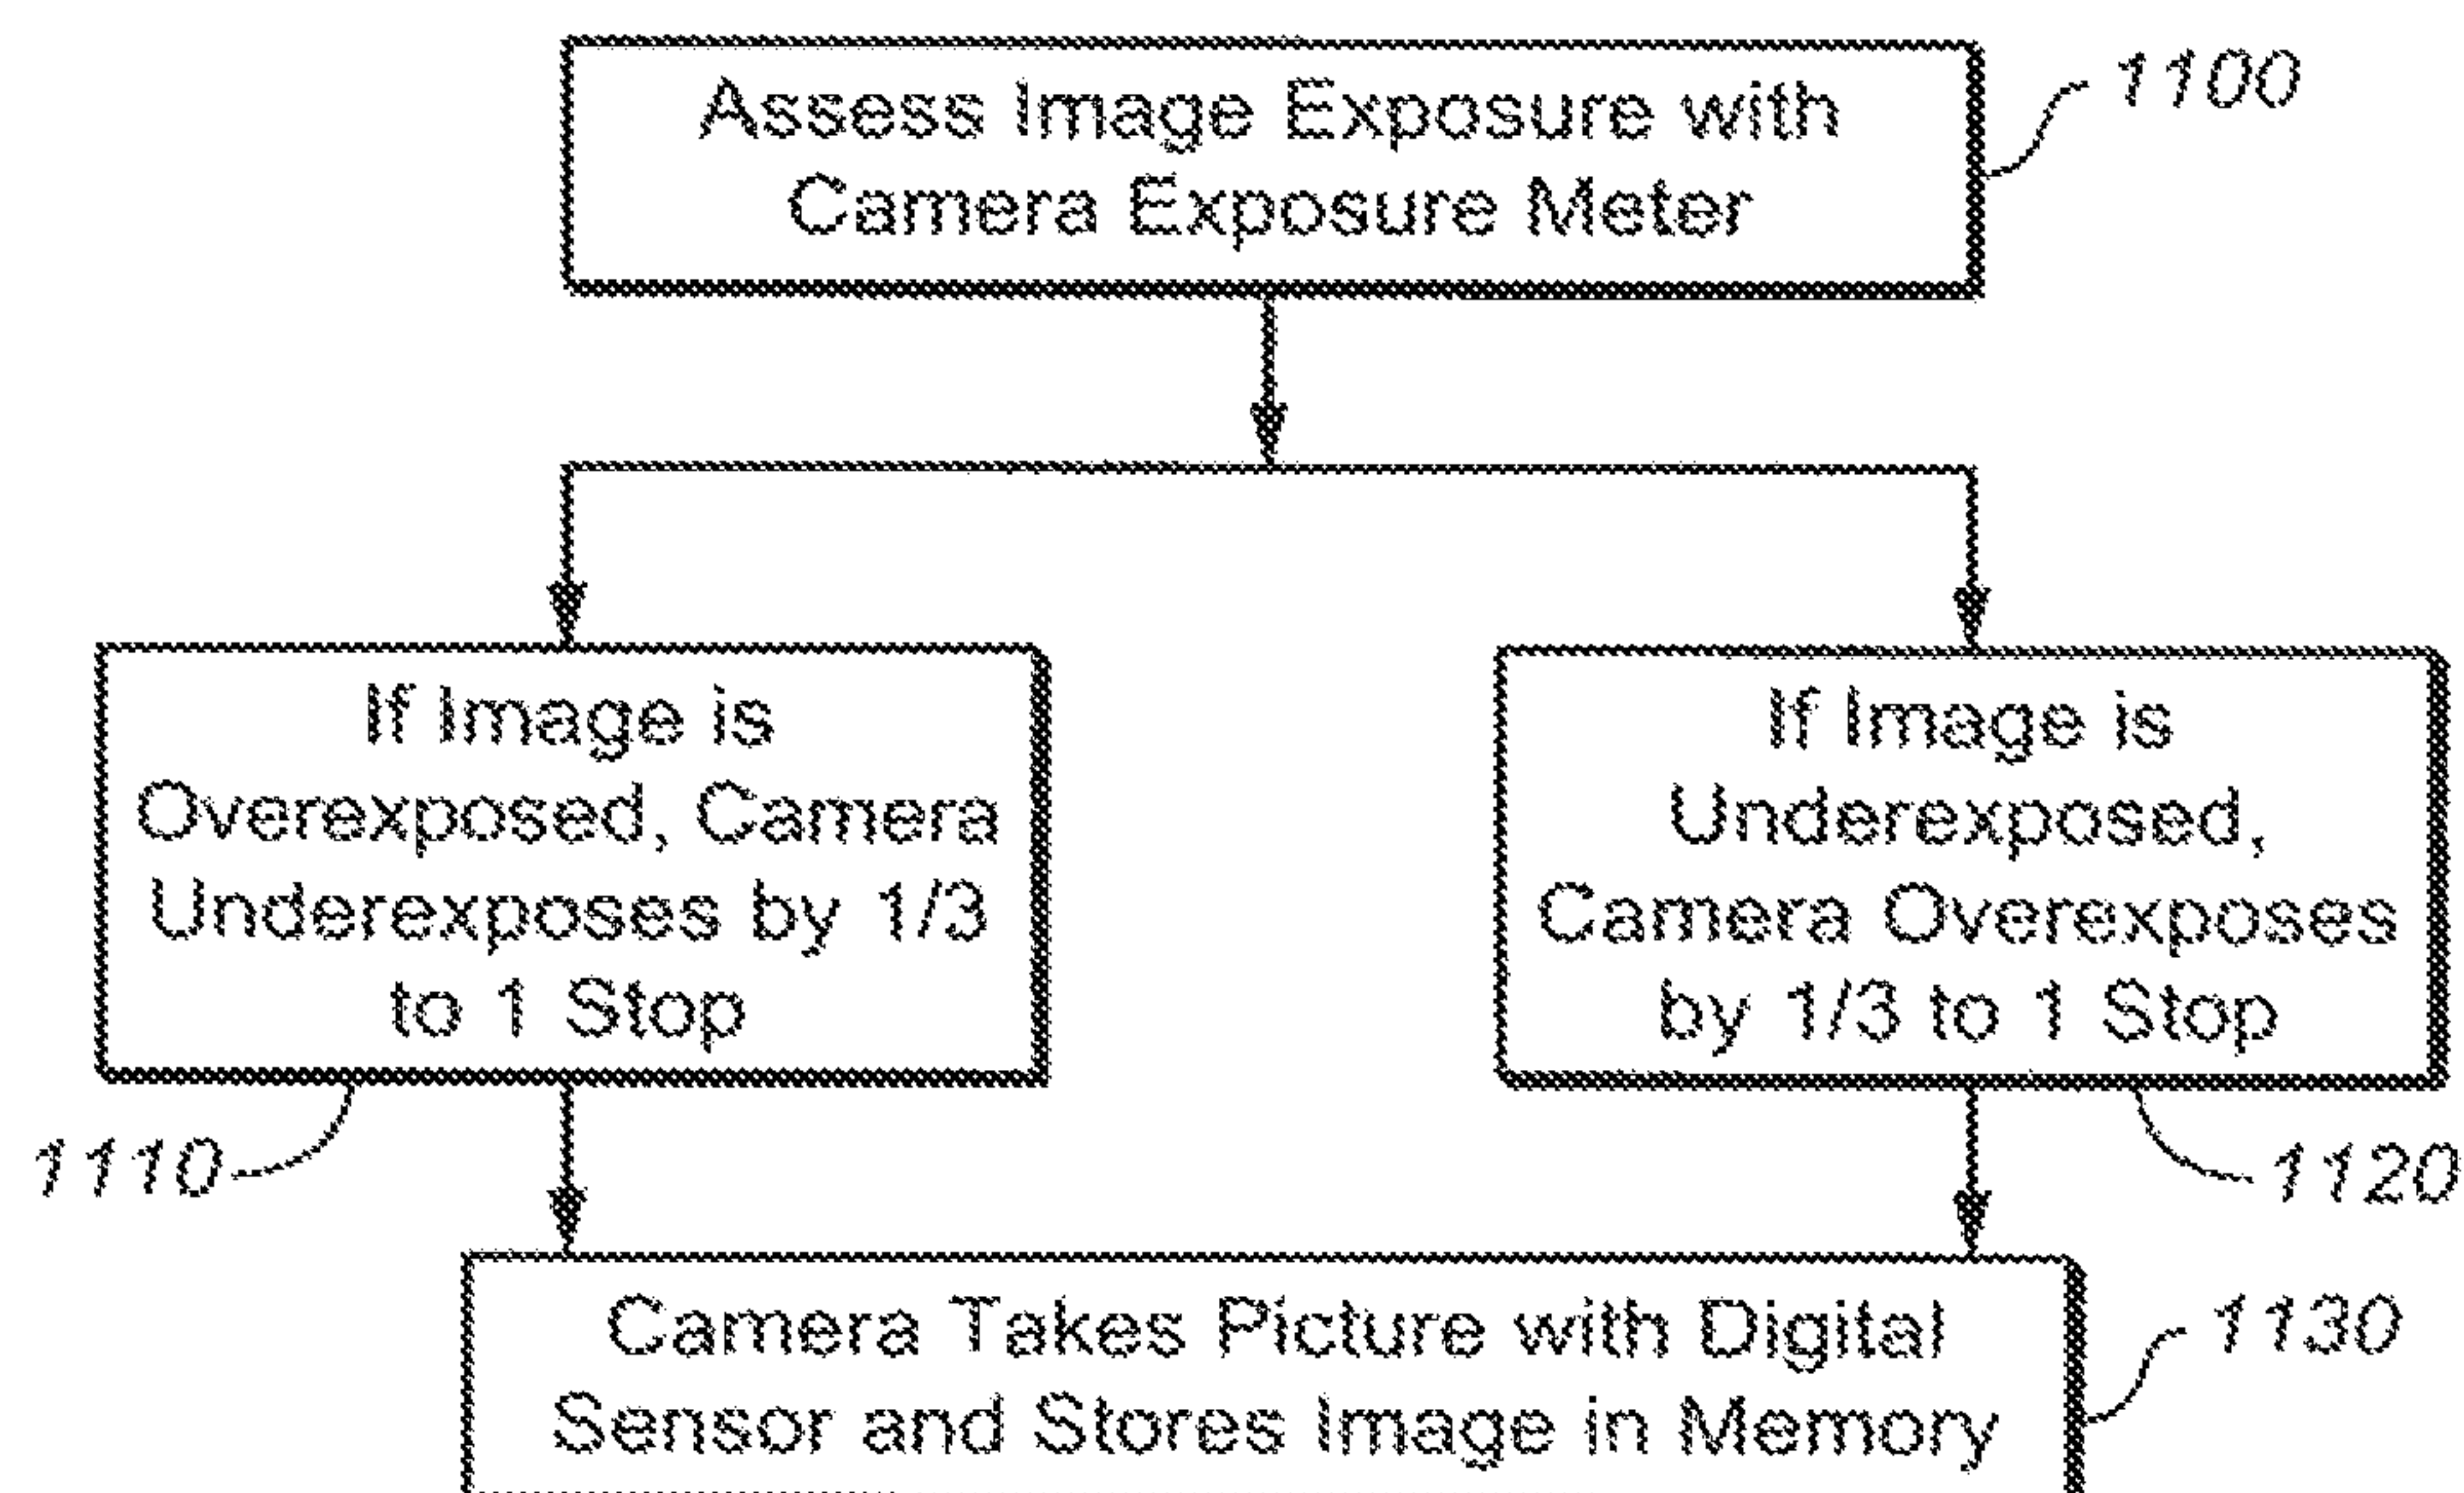 Assess Image Exposure with
Camera Exposure Meter
1100
If Image is
Overexposed, Camera
Underexposes by 1/3
to 1 Stop
1110
If Image is
Underexposed,
Camera Overexposes
by 1/3 to 1 Stop
1120
Camera Takes Picture with Digital
Sensor and Stores Image in Memory
1130